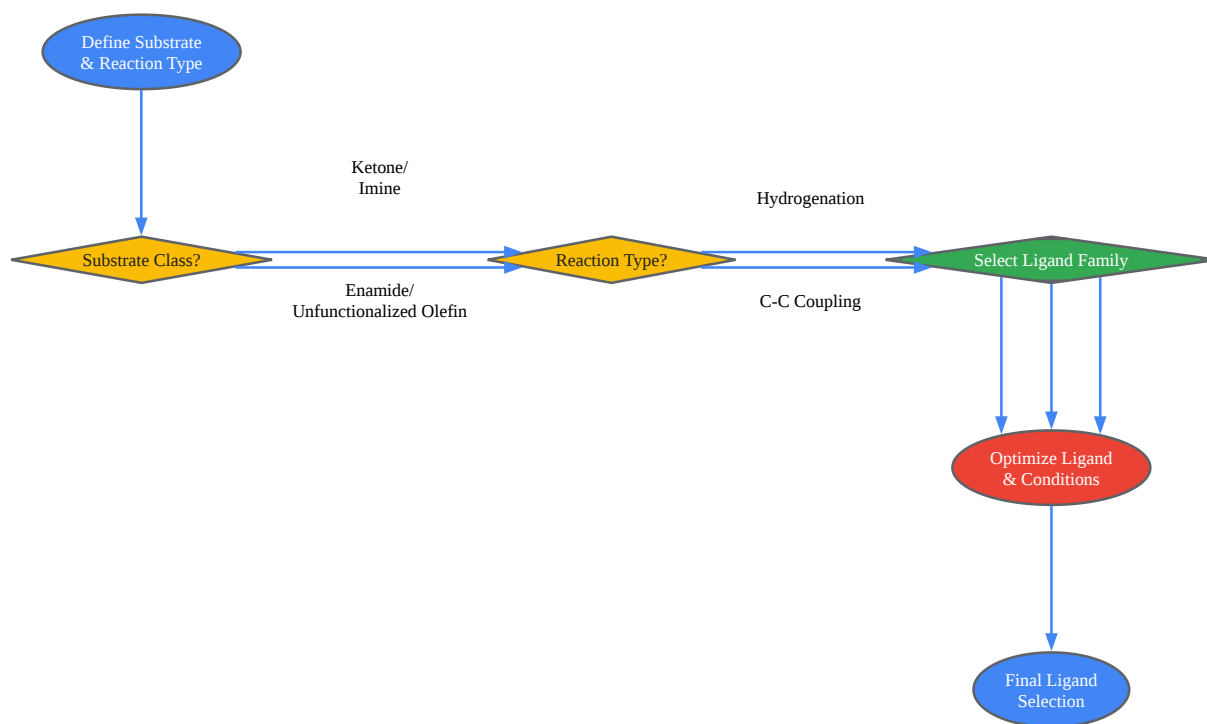 Define Substrate
& Reaction Type
Ketone/
Imine
Hydrogenation
Substrate Class?
Reaction Type?
Select Ligand Family
Enamide/
Unfunctionalized Olefin
C-C Coupling
Optimize Ligand
& Conditions
Final Ligand
Selection